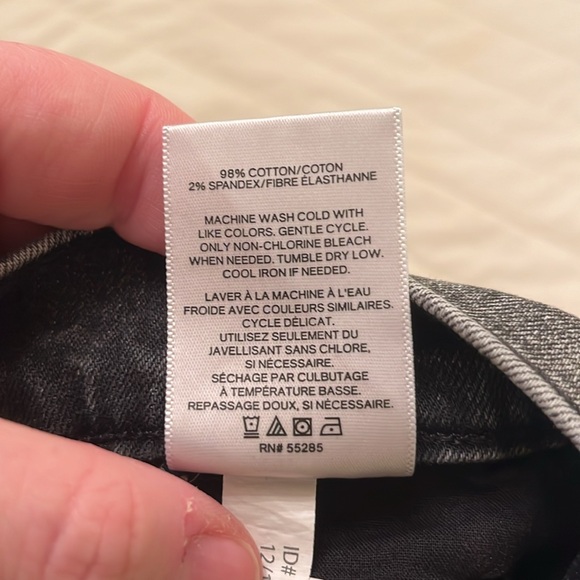 98% COTTON/COTON
2% SPANDEX/FIBRE ÉLASTHANNE
MACHINE WASH COLD WITH
LIKE COLORS. GENTLE CYCLE.
ONLY NON-CHLORINE BLEACH
WHEN NEEDED. TUMBLE DRY LOW.
COOL IRON IF NEEDED.
LAVER À LA MACHINE À L'EAU
FROIDE AVEC COULEURS SIMILAIRES.
CYCLE DÉLICAT.
UTILISEZ SEULEMENT DU
JAVELLISANT SANS CHLORE,
SI NÉCESSAIRE.
SÉCHAGE PAR CULBUTAGE
À TEMPÉRATURE BASSE.
REPASSAGE DOUX, SI NÉCESSAIRE.
RN# 55285
ID#